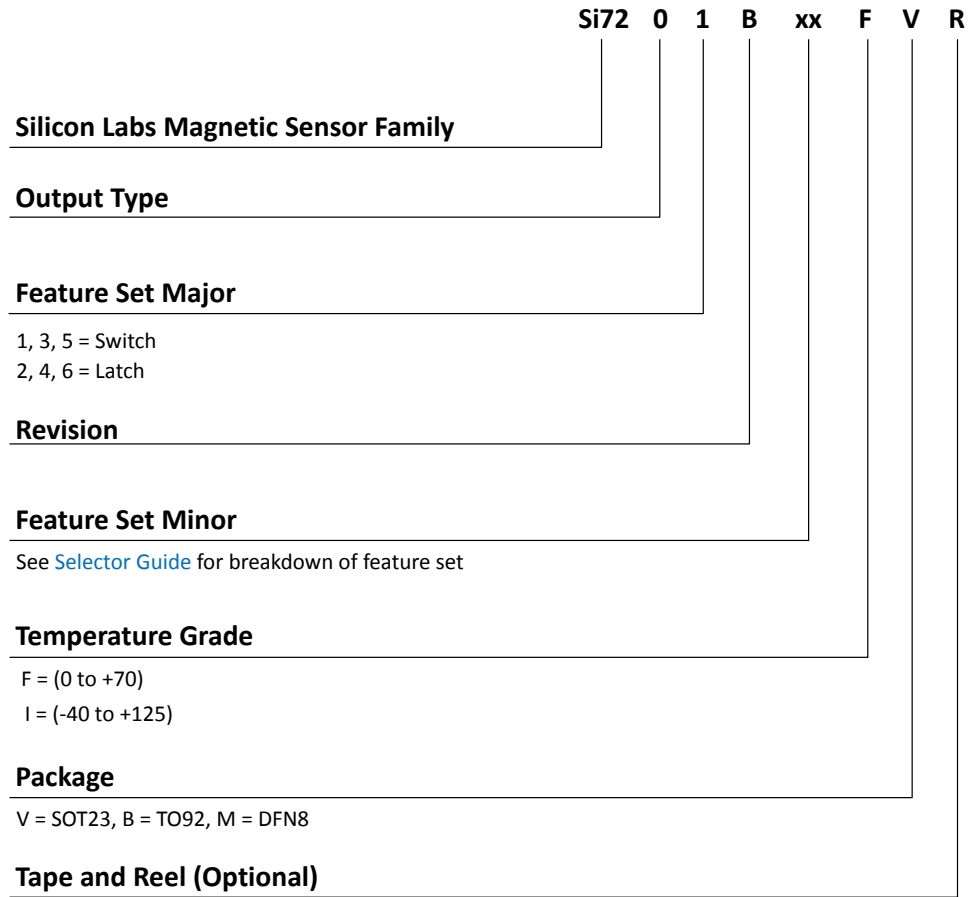 Si72 0 1 B xx F V R
Silicon Labs Magnetic Sensor Family
Output Type
Feature Set Major
1, 3, 5 = Switch
2, 4, 6 = Latch
Revision
Feature Set Minor
See Selector Guide for breakdown of feature set
Temperature Grade
F = (0 to +70)
I = (-40 to +125)
Package
V = SOT23, B = TO92, M = DFN8
Tape and Reel (Optional)